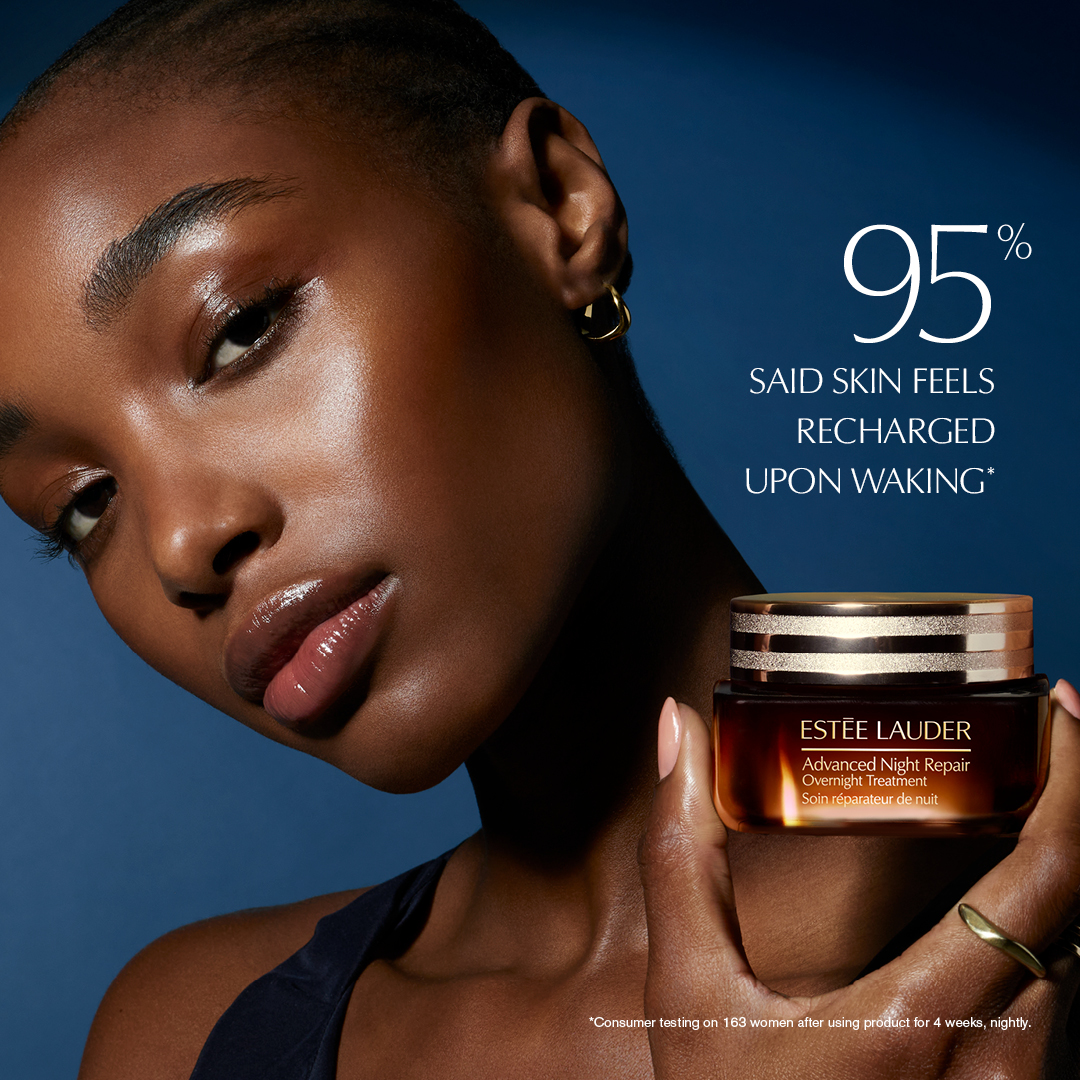 95%
SAID SKIN FEELS
RECHARGED
UPON WAKING*
ESTĒE LAUDER
Advanced Night Repair
Overnight Treatment
Soin réparateur de nuit
*Consumer testing on 163 women after using product for 4 weeks, nightly.